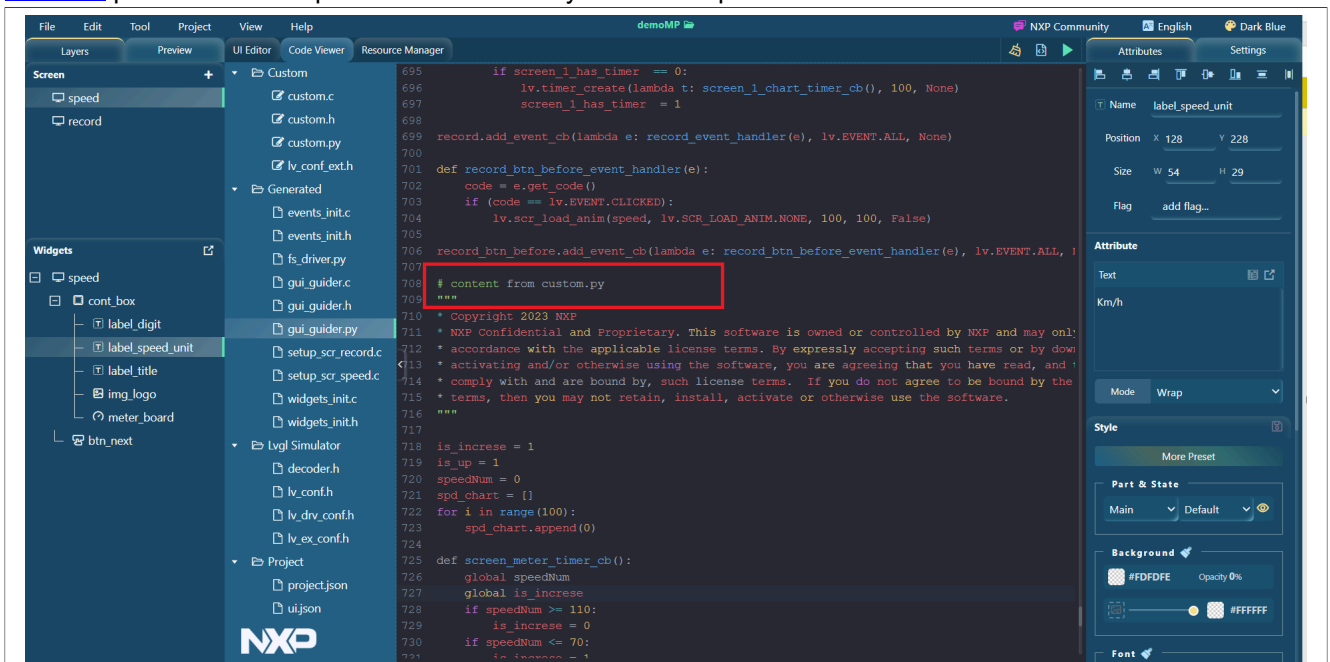 File Edit Tool Project View Help demoMP NXP Community English Dark Blue
Layers Preview UI Editor Code Viewer Resource Manager Attributes Settings
Screen +
speed
record
Widgets
speed
cont_box
label_digit
label_speed_unit
label_title
img_logo
meter_board
btn_next
Custom
custom.c
custom.h
custom.py
lv_conf_ext.h
Generated
events_init.c
events_init.h
fs_driver.py
gui_guider.c
gui_guider.h
gui_guider.py
setup_scr_record.c
setup_scr_speed.c
widgets_init.c
widgets_init.h
Lvgl Simulator
decoder.h
lv_conf.h
lv_drv_conf.h
lv_ex_conf.h
Project
project.json
ui.json
NXP
695 if screen_1_has_timer == 0:
696 lv.timer_create(lambda t: screen_1_chart_timer_cb(), 100, None)
697 screen_1_has_timer = 1
698
699 record.add_event_cb(lambda e: record_event_handler(e), lv.EVENT.ALL, None)
700
701 def record_btn_before_event_handler(e):
702 code = e.get_code()
703 if (code == lv.EVENT.CLICKED):
704 lv.scr_load_anim(speed, lv.SCR_LOAD_ANIM.NONE, 100, 100, False)
705
706 record_btn_before.add_event_cb(lambda e: record_btn_before_event_handler(e), lv.EVENT.ALL,
707
708 # content from custom.py
709 """
710 * Copyright 2023 NXP
711 * NXP Confidential and Proprietary. This software is owned or controlled by NXP and may only
712 * accordance with the applicable license terms. By expressly accepting such terms or by down
713 * activating and/or otherwise using the software, you are agreeing that you have read, and
714 * comply with and are bound by, such license terms. If you do not agree to be bound by the
715 * terms, then you may not retain, install, activate or otherwise use the software.
716 """
717
718 is_increse = 1
719 is_up = 1
720 speedNum = 0
721 spd_chart = []
722 for i in range(100):
723 spd_chart.append(0)
724
725 def screen_meter_timer_cb():
726 global speedNum
727 global is_increse
728 if speedNum >= 110:
729 is_increse = 0
730 if speedNum <= 70:
731 is_increse = 1
T Name label_speed_unit
Position X 128 Y 228
Size W 54 H 29
Flag add flag...
Attribute
Text
Km/h
Mode Wrap
Style
More Preset
Part & State
Main Default
Background
#FDFDFE Opacity 0%
#FFFFFF
Font